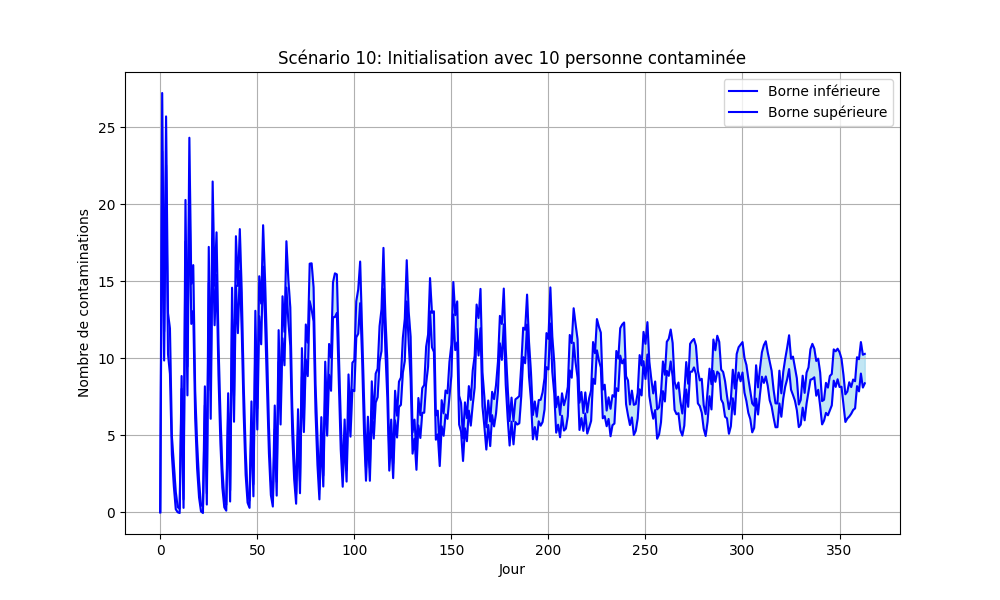 Scénario 10: Initialisation avec 10 personne contaminée
Borne inférieure
Borne supérieure
Nombre de contaminations
25
20
15
10
5
0
0 50 100 150 200 250 300 350
Jour